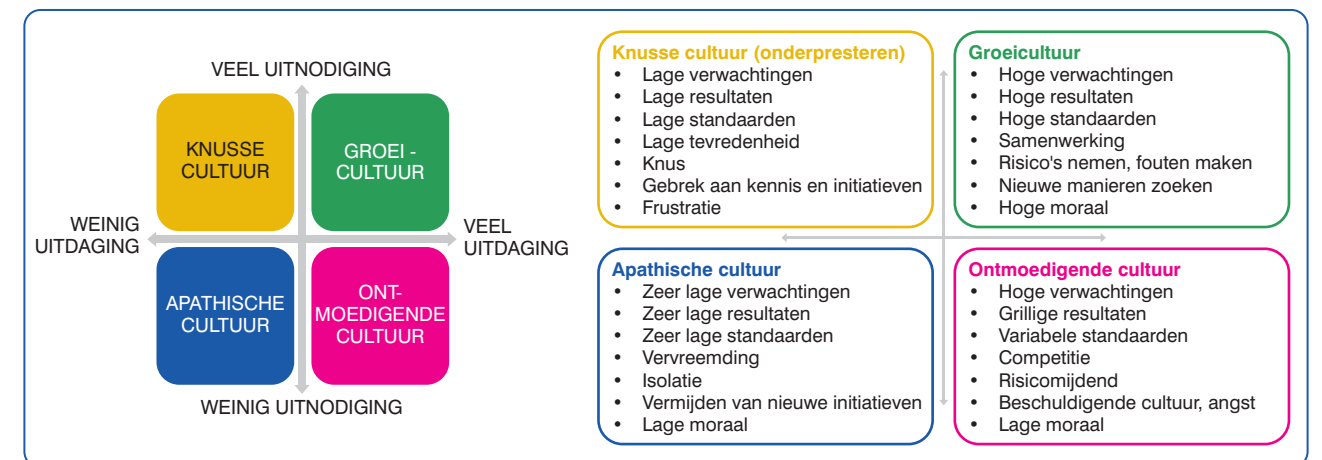 VEEL UITNODIGING
KNUSSE
CULTUUR
GROEI -
CULTUUR
WEINIG
UITDAGING
VEEL
UITDAGING
APATHISCHE
CULTUUR
ONT-
MOEDIGENDE
CULTUUR
WEINIG UITNODIGING
Knusse cultuur (onderpresteren)
• Lage verwachtingen
• Lage resultaten
• Lage standaarden
• Lage tevredenheid
• Knus
• Gebrek aan kennis en initiatieven
• Frustratie
Groeicultuur
• Hoge verwachtingen
• Hoge resultaten
• Hoge standaarden
• Samenwerking
• Risico's nemen, fouten maken
• Nieuwe manieren zoeken
• Hoge moraal
Apathische cultuur
• Zeer lage verwachtingen
• Zeer lage resultaten
• Zeer lage standaarden
• Vervreemding
• Isolatie
• Vermijden van nieuwe initiatieven
• Lage moraal
Ontmoedigende cultuur
• Hoge verwachtingen
• Grillige resultaten
• Variabele standaarden
• Competitie
• Risicomijdend
• Beschuldigende cultuur, angst
• Lage moraal